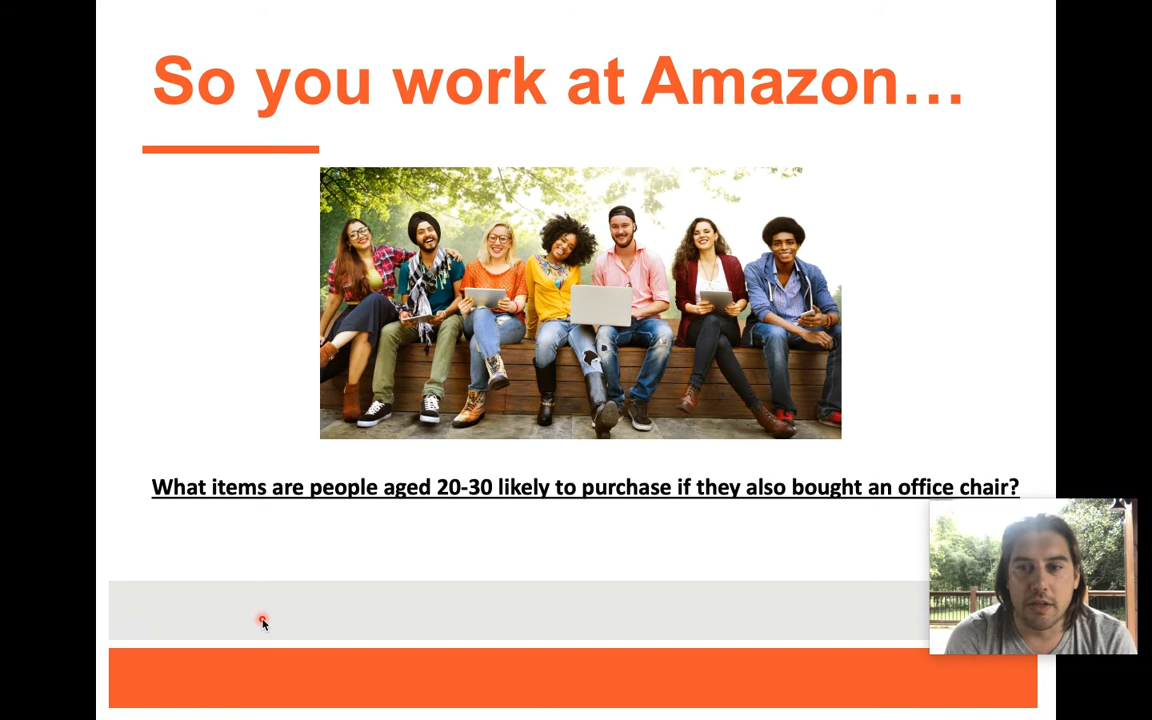 So you work at Amazon…
What items are people aged 20-30 likely to purchase if they also bought an office chair?